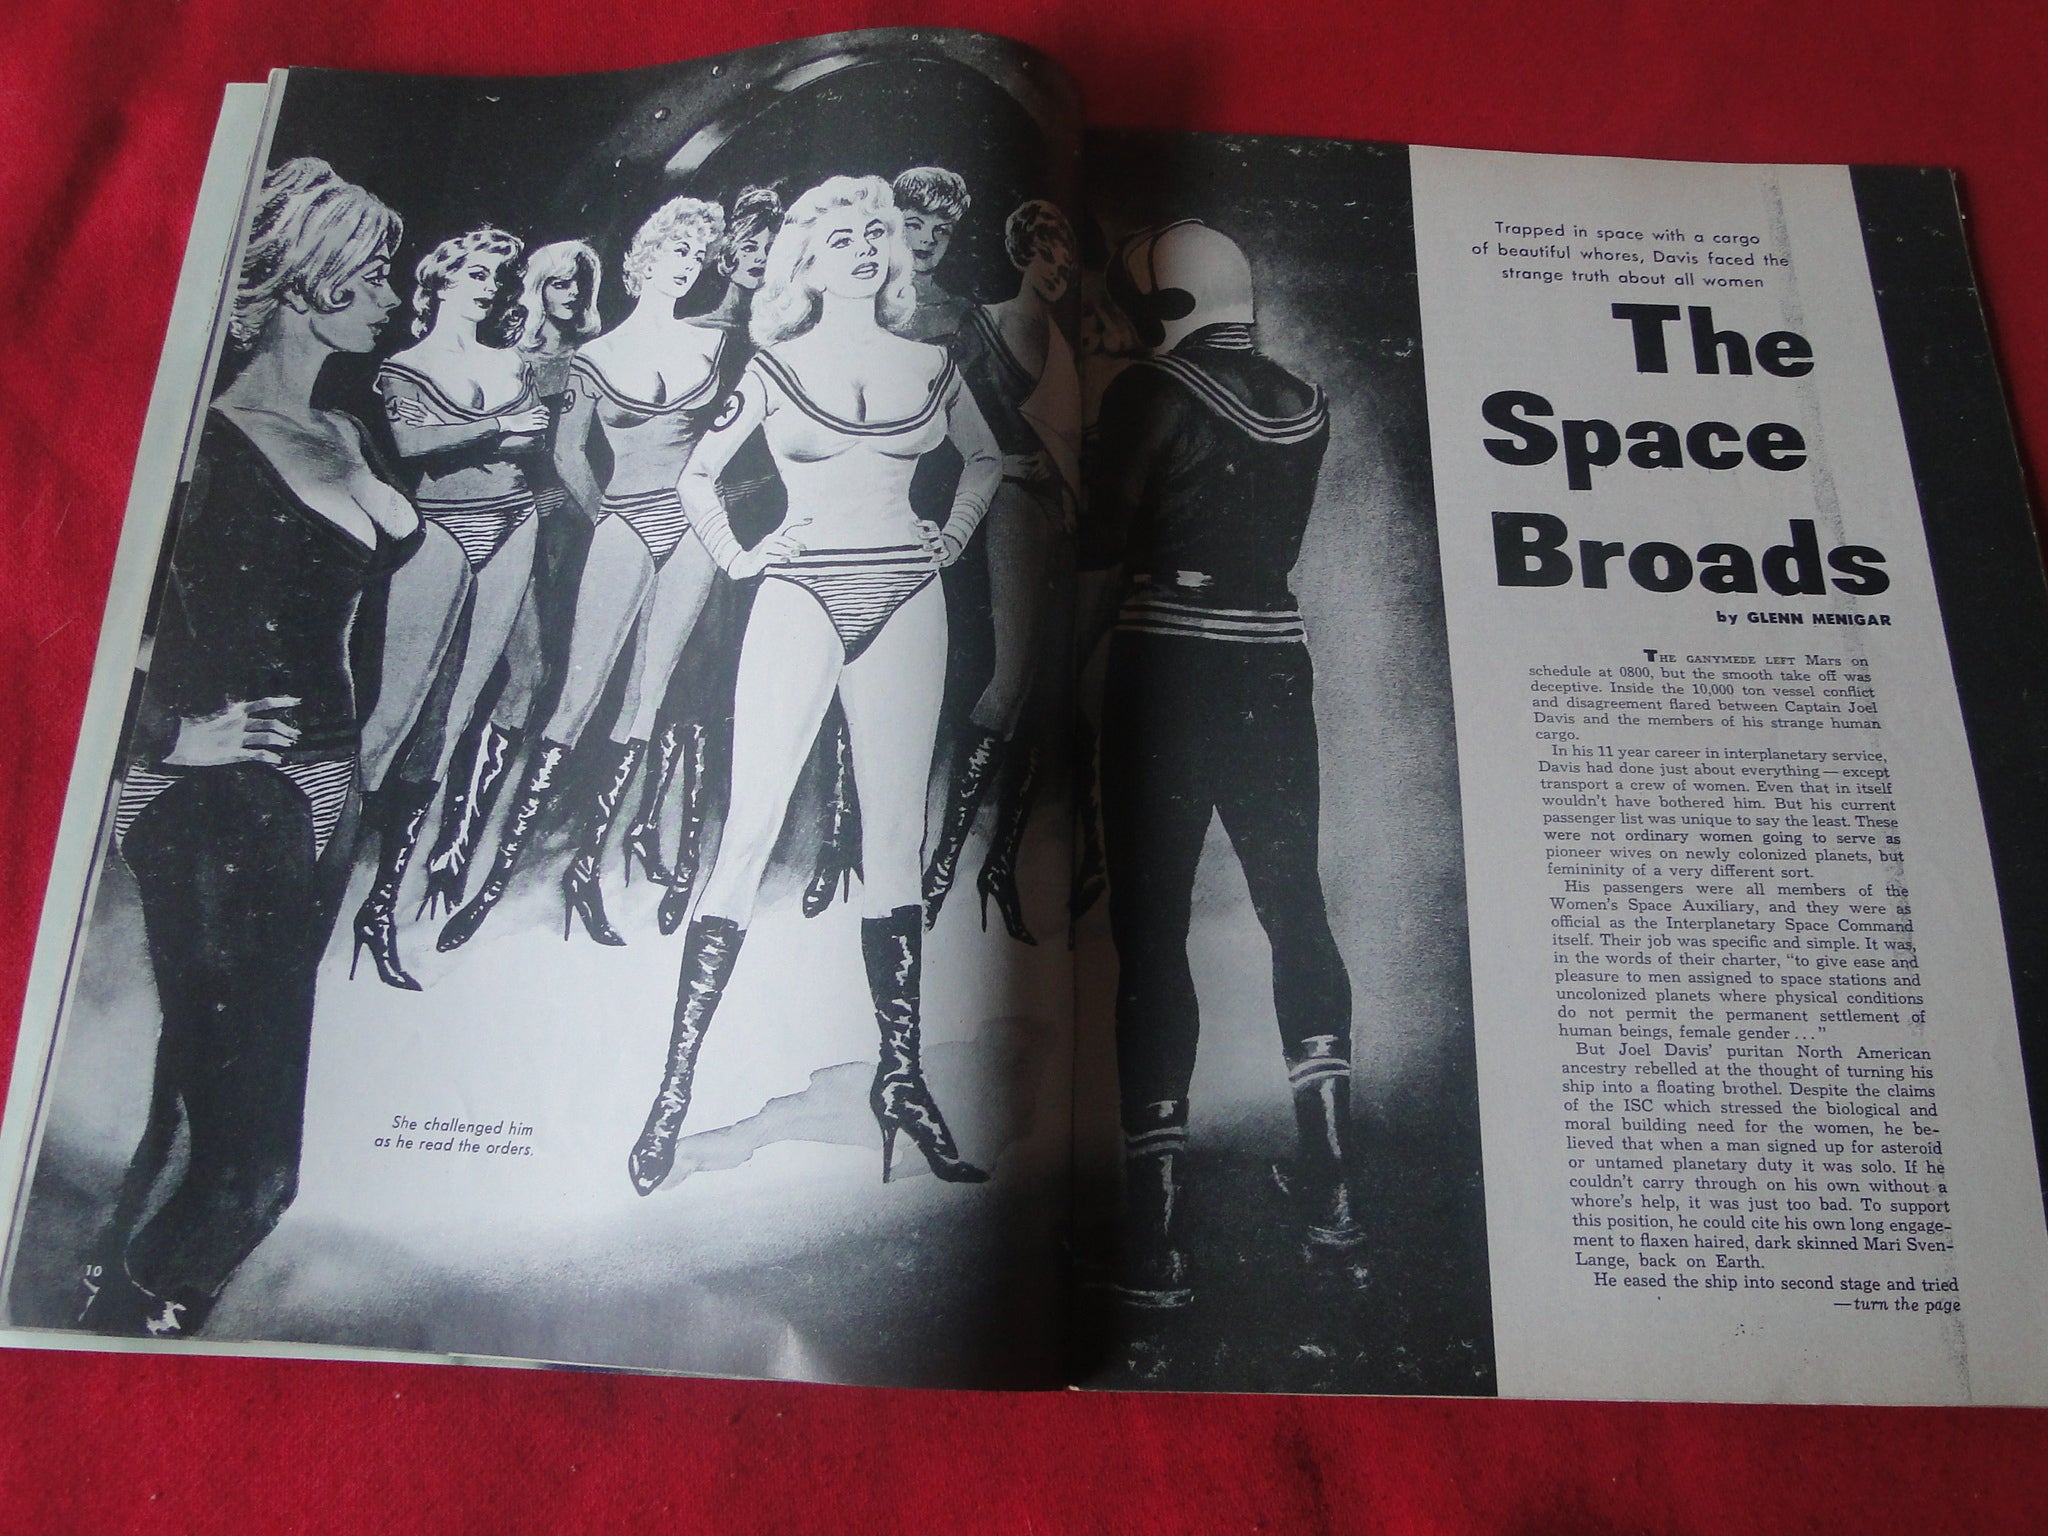 She challenged him
as he read the orders.
10
Trapped in space with a cargo
of beautiful whores, Davis faced the
strange truth about all women
The
Space
Broads
by GLENN MENIGAR
THE GANYMEDE LEFT Mars on
schedule at 0800, but the smooth take off was
deceptive. Inside the 10,000 ton vessel conflict
and disagreement flared between Captain Joel
Davis and the members of his strange human
cargo.
In his 11 year career in interplanetary service,
Davis had done just about everything — except
transport a crew of women. Even that in itself
wouldn't have bothered him. But his current
passenger list was unique to say the least. These
were not ordinary women going to serve as
pioneer wives on newly colonized planets, but
femininity of a very different sort.
His passengers were all members of the
Women's Space Auxiliary, and they were as
official as the Interplanetary Space Command
itself. Their job was specific and simple. It was,
in the words of their charter, "to give ease and
pleasure to men assigned to space stations and
uncolonized planets where physical conditions
do not permit the permanent settlement of
human beings, female gender . . ."
But Joel Davis' puritan North American
ancestry rebelled at the thought of turning his
ship into a floating brothel. Despite the claims
of the ISC which stressed the biological and
moral building need for the women, he be-
lieved that when a man signed up for asteroid
or untamed planetary duty it was solo. If he
couldn't carry through on his own without a
whore's help, it was just too bad. To support
this position, he could cite his own long engage-
ment to flaxen haired, dark skinned Mari Sven-
Lange, back on Earth.
He eased the ship into second stage and tried
—turn the page